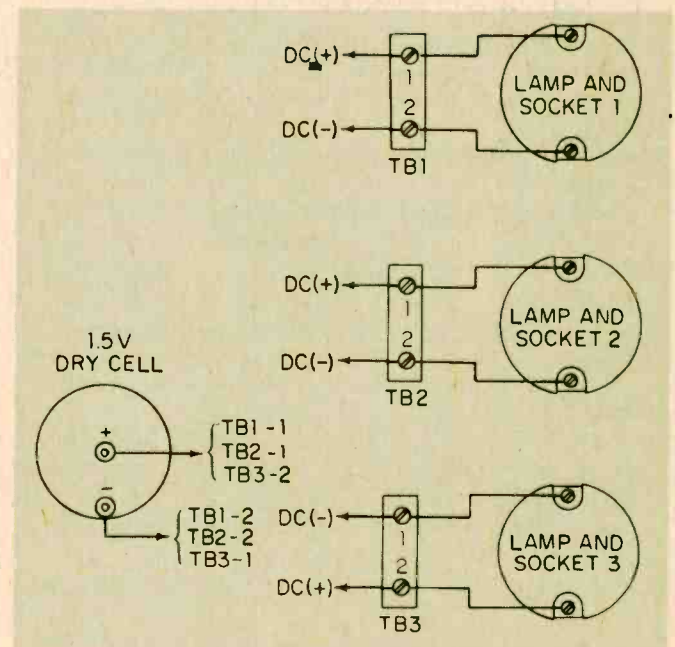 DC(+)
1
2
DC(-)
TB1
LAMP AND
SOCKET 1
DC(+)
1
2
DC(-)
TB2
LAMP AND
SOCKET 2
1.5V
DRY CELL
+
-
TB1-1
TB2-1
TB3-2
TB1-2
TB2-2
TB3-1
DC(-)
1
2
DC(+)
TB3
LAMP AND
SOCKET 3